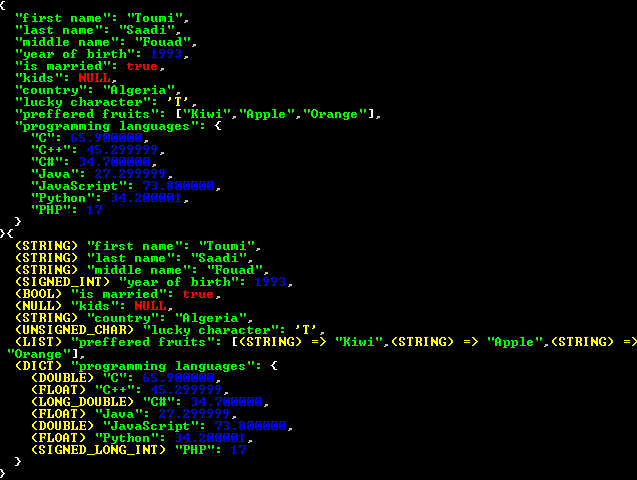 {
  "first name": "Toumi",
  "last name": "Saadi",
  "middle name": "Fouad",
  "year of birth": 1993,
  "is married": true,
  "kids": NULL,
  "country": "Algeria",
  "lucky character": 'T',
  "preffered fruits": ["Kiwi","Apple","Orange"],
  "programming languages": {
    "C": 65.900000,
    "C++": 45.299999,
    "C#": 34.700000,
    "Java": 27.299999,
    "JavaScript": 73.800000,
    "Python": 34.200001,
    "PHP": 17
  }
}{
  (STRING) "first name": "Toumi",
  (STRING) "last name": "Saadi",
  (STRING) "middle name": "Fouad",
  (SIGNED_INT) "year of birth": 1993,
  (BOOL) "is married": true,
  (NULL) "kids": NULL,
  (STRING) "country": "Algeria",
  (UNSIGNED_CHAR) "lucky character": 'T',
  (LIST) "preffered fruits": [(STRING) => "Kiwi",(STRING) => "Apple",(STRING) =>
"Orange"],
  (DICT) "programming languages": {
    (DOUBLE) "C": 65.900000,
    (FLOAT) "C++": 45.299999,
    (LONG_DOUBLE) "C#": 34.700000,
    (FLOAT) "Java": 27.299999,
    (DOUBLE) "JavaScript": 73.800000,
    (FLOAT) "Python": 34.200001,
    (SIGNED_LONG_INT) "PHP": 17
  }
}